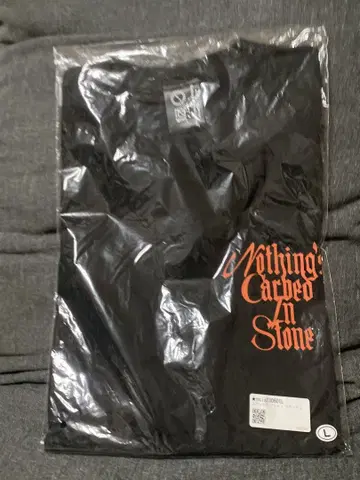 Nothing's
Carved
In
Stone
L